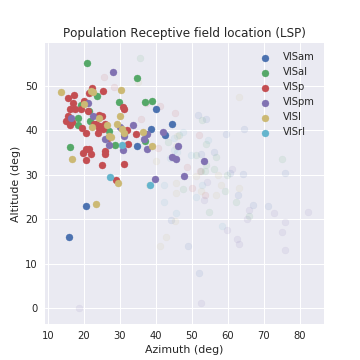 Population Receptive field location (LSP)
VISam
VISal
VISp
VISpm
VISl
VISrl
50
40
30
20
10
0
Altitude (deg)
10 20 30 40 50 60 70 80
Azimuth (deg)